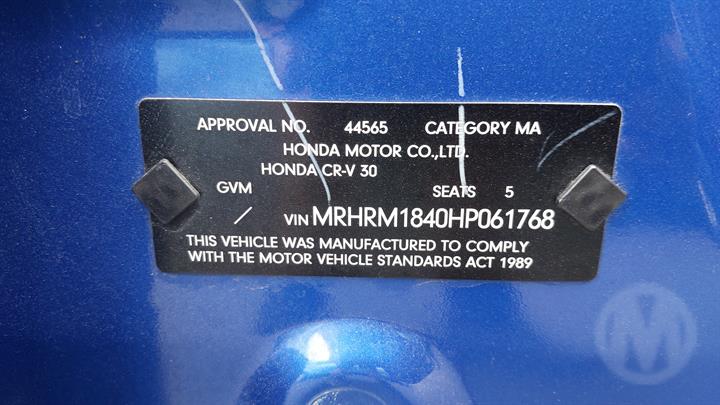 APPROVAL NO. 44565 CATEGORY MA
HONDA MOTOR CO.,LTD.
HONDA CR-V 30
GVM SEATS 5
/ VIN MRHRM1840HP061768
THIS VEHICLE WAS MANUFACTURED TO COMPLY
WITH THE MOTOR VEHICLE STANDARDS ACT 1989
M